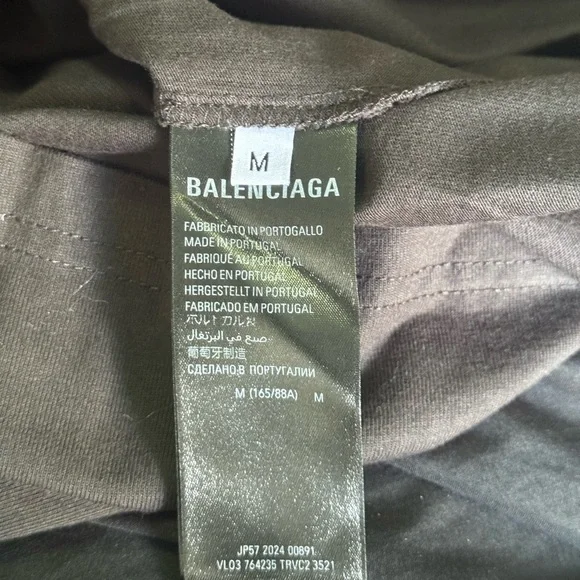 M
BALENCIAGA
FABBRICATO IN PORTOGALLO
MADE IN PORTUGAL
FABRIQUÉ AU PORTUGAL
HECHO EN PORTUGAL
HERGESTELLT IN PORTUGAL
FABRICADO EM PORTUGAL
ポルトガル製
صنع في البرتغال
葡萄牙制造
СДЕЛАНО В ПОРТУГАЛИИ
M (165/88A) M
JP57 2024 00891
VL03 764235 TRVC2 3521